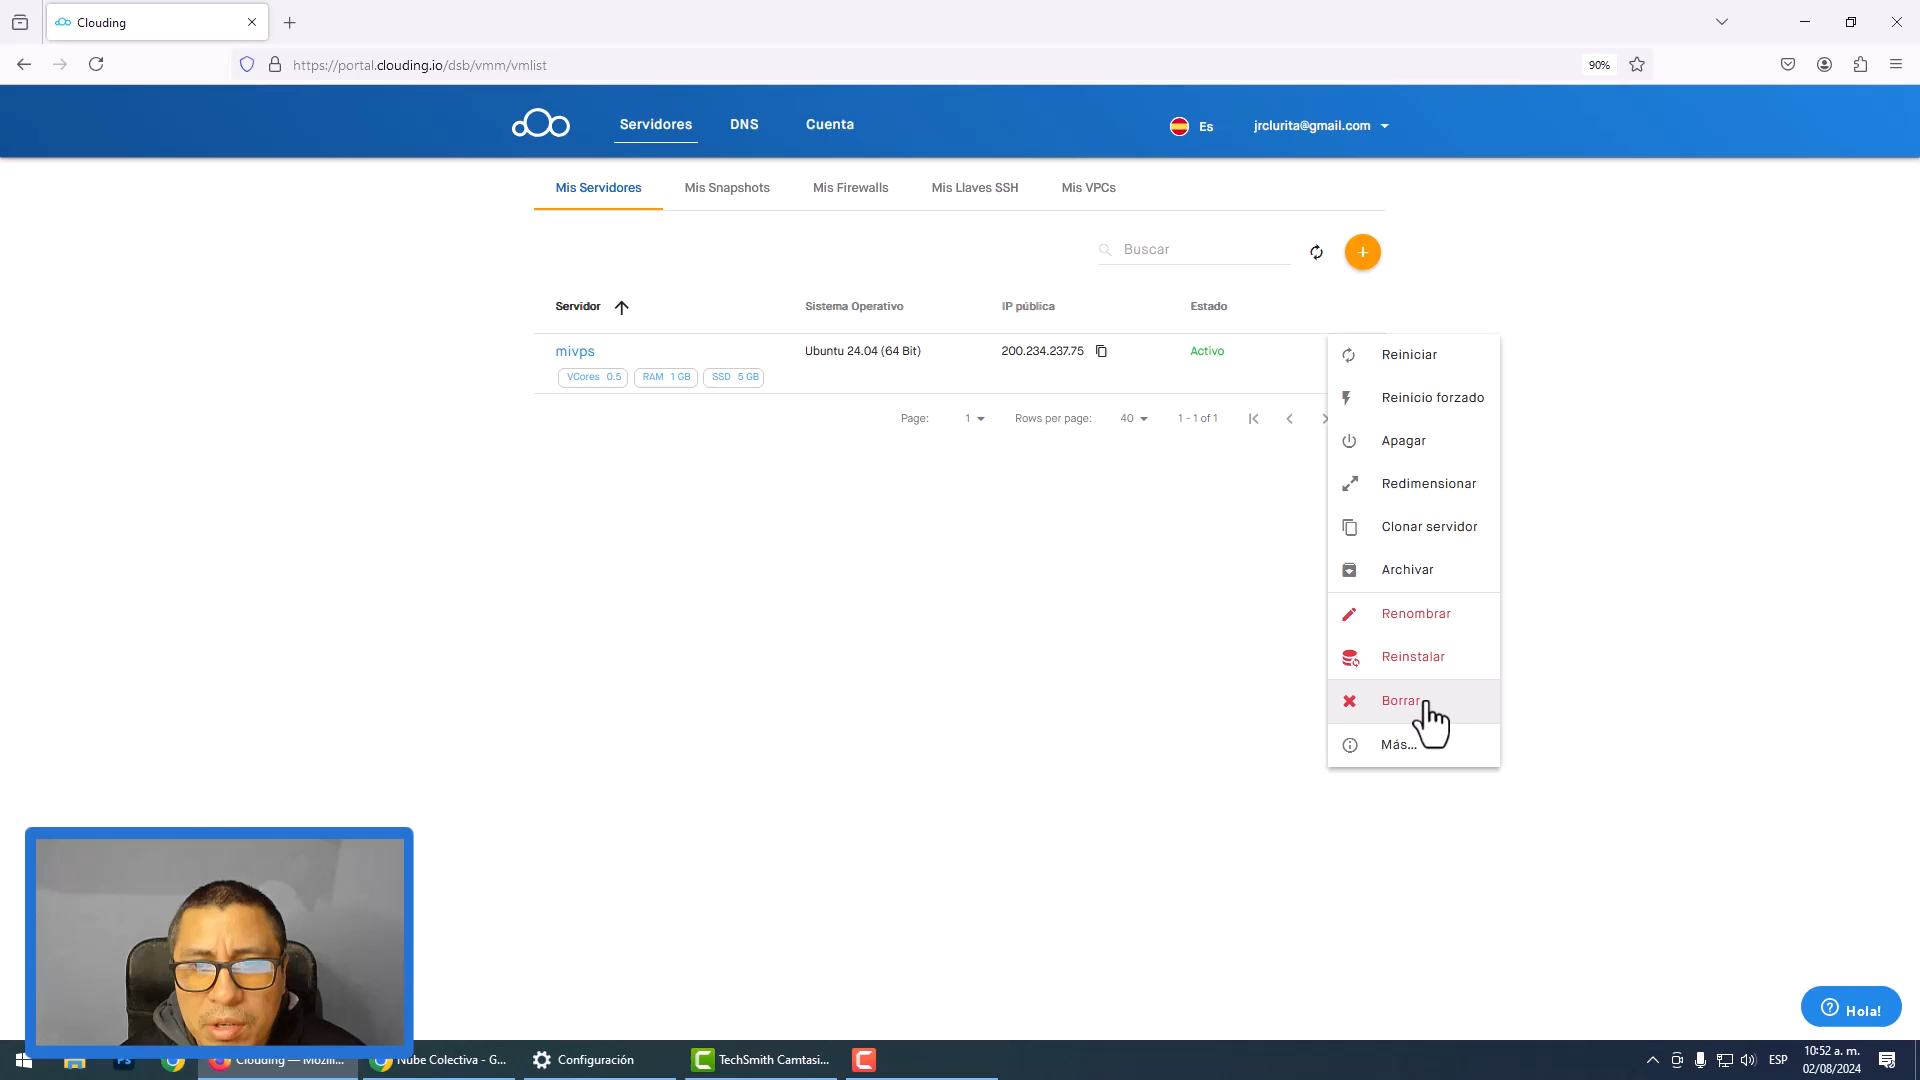 Clouding
https://portal.clouding.io/dsb/vmm/vmlist
90%
Servidores
DNS
Cuenta
Es
jrclurita@gmail.com
Mis Servidores
Mis Snapshots
Mis Firewalls
Mis Llaves SSH
Mis VPCs
Buscar
Servidor
Sistema Operativo
IP pública
Estado
mivps
Ubuntu 24.04 (64 Bit)
200.234.237.75
Activo
VCores 0.5
RAM 1 GB
SSD 5 GB
Page: 1
Rows per page: 40
1 - 1 of 1
Reiniciar
Reinicio forzado
Apagar
Redimensionar
Clonar servidor
Archivar
Renombrar
Reinstalar
Borrar
Más...
Hola!
Clouding — Mozill...
Nube Colectiva - G...
Configuración
TechSmith Camtasi...
ESP
10:52 a. m.
02/08/2024